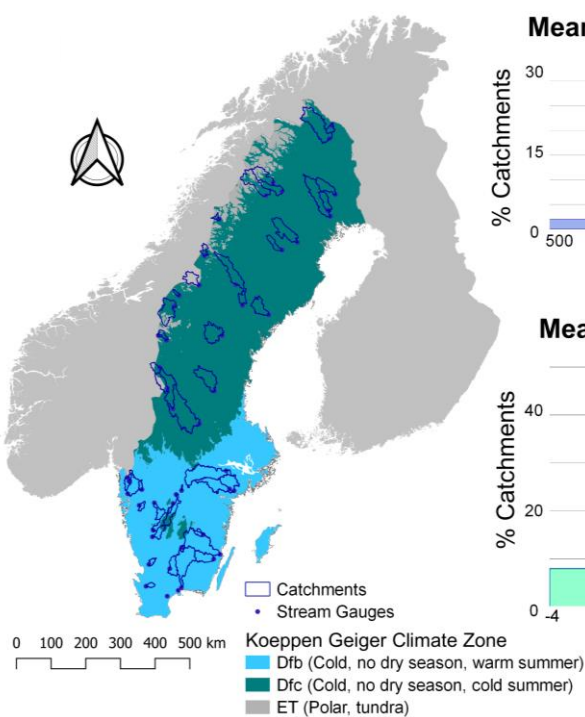 Mear
30
15
0
500
% Catchments
Mea
40
20
0
-4
% Catchments
Catchments
Stream Gauges
0 100 200 300 400 500 km
Koeppen Geiger Climate Zone
Dfb (Cold, no dry season, warm summer)
Dfc (Cold, no dry season, cold summer)
ET (Polar, tundra)